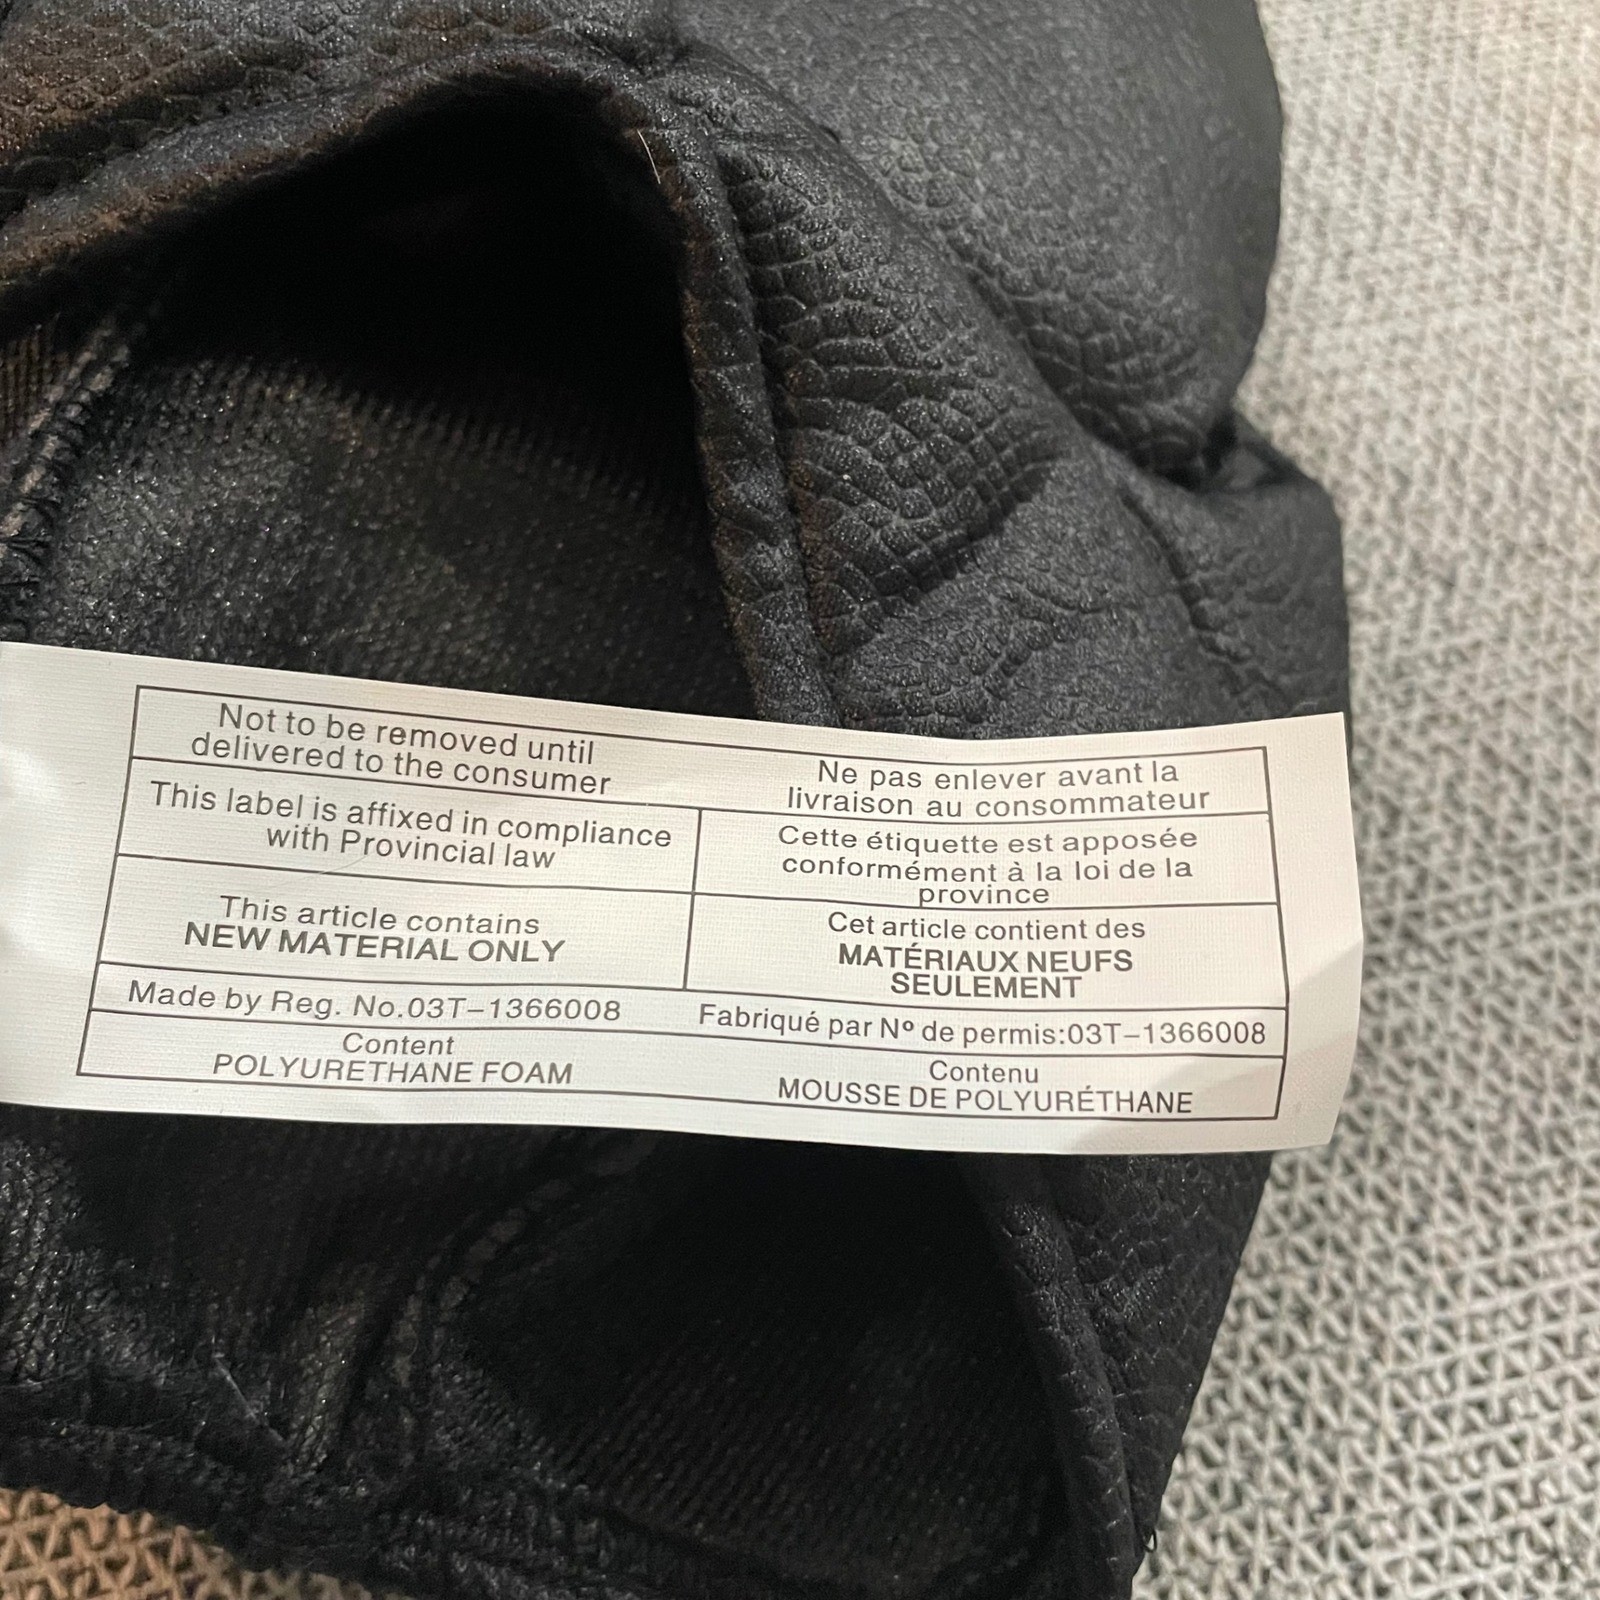 Not to be removed until
delivered to the consumer
Ne pas enlever avant la
livraison au consommateur
This label is affixed in compliance
with Provincial law
Cette étiquette est apposée
conformément à la loi de la
province
This article contains
NEW MATERIAL ONLY
Cet article contient des
MATÉRIAUX NEUFS
SEULEMENT
Made by Reg. No.03T–1366008
Fabriqué par Nº de permis:03T–1366008
Content
POLYURETHANE FOAM
Contenu
MOUSSE DE POLYURÉTHANE